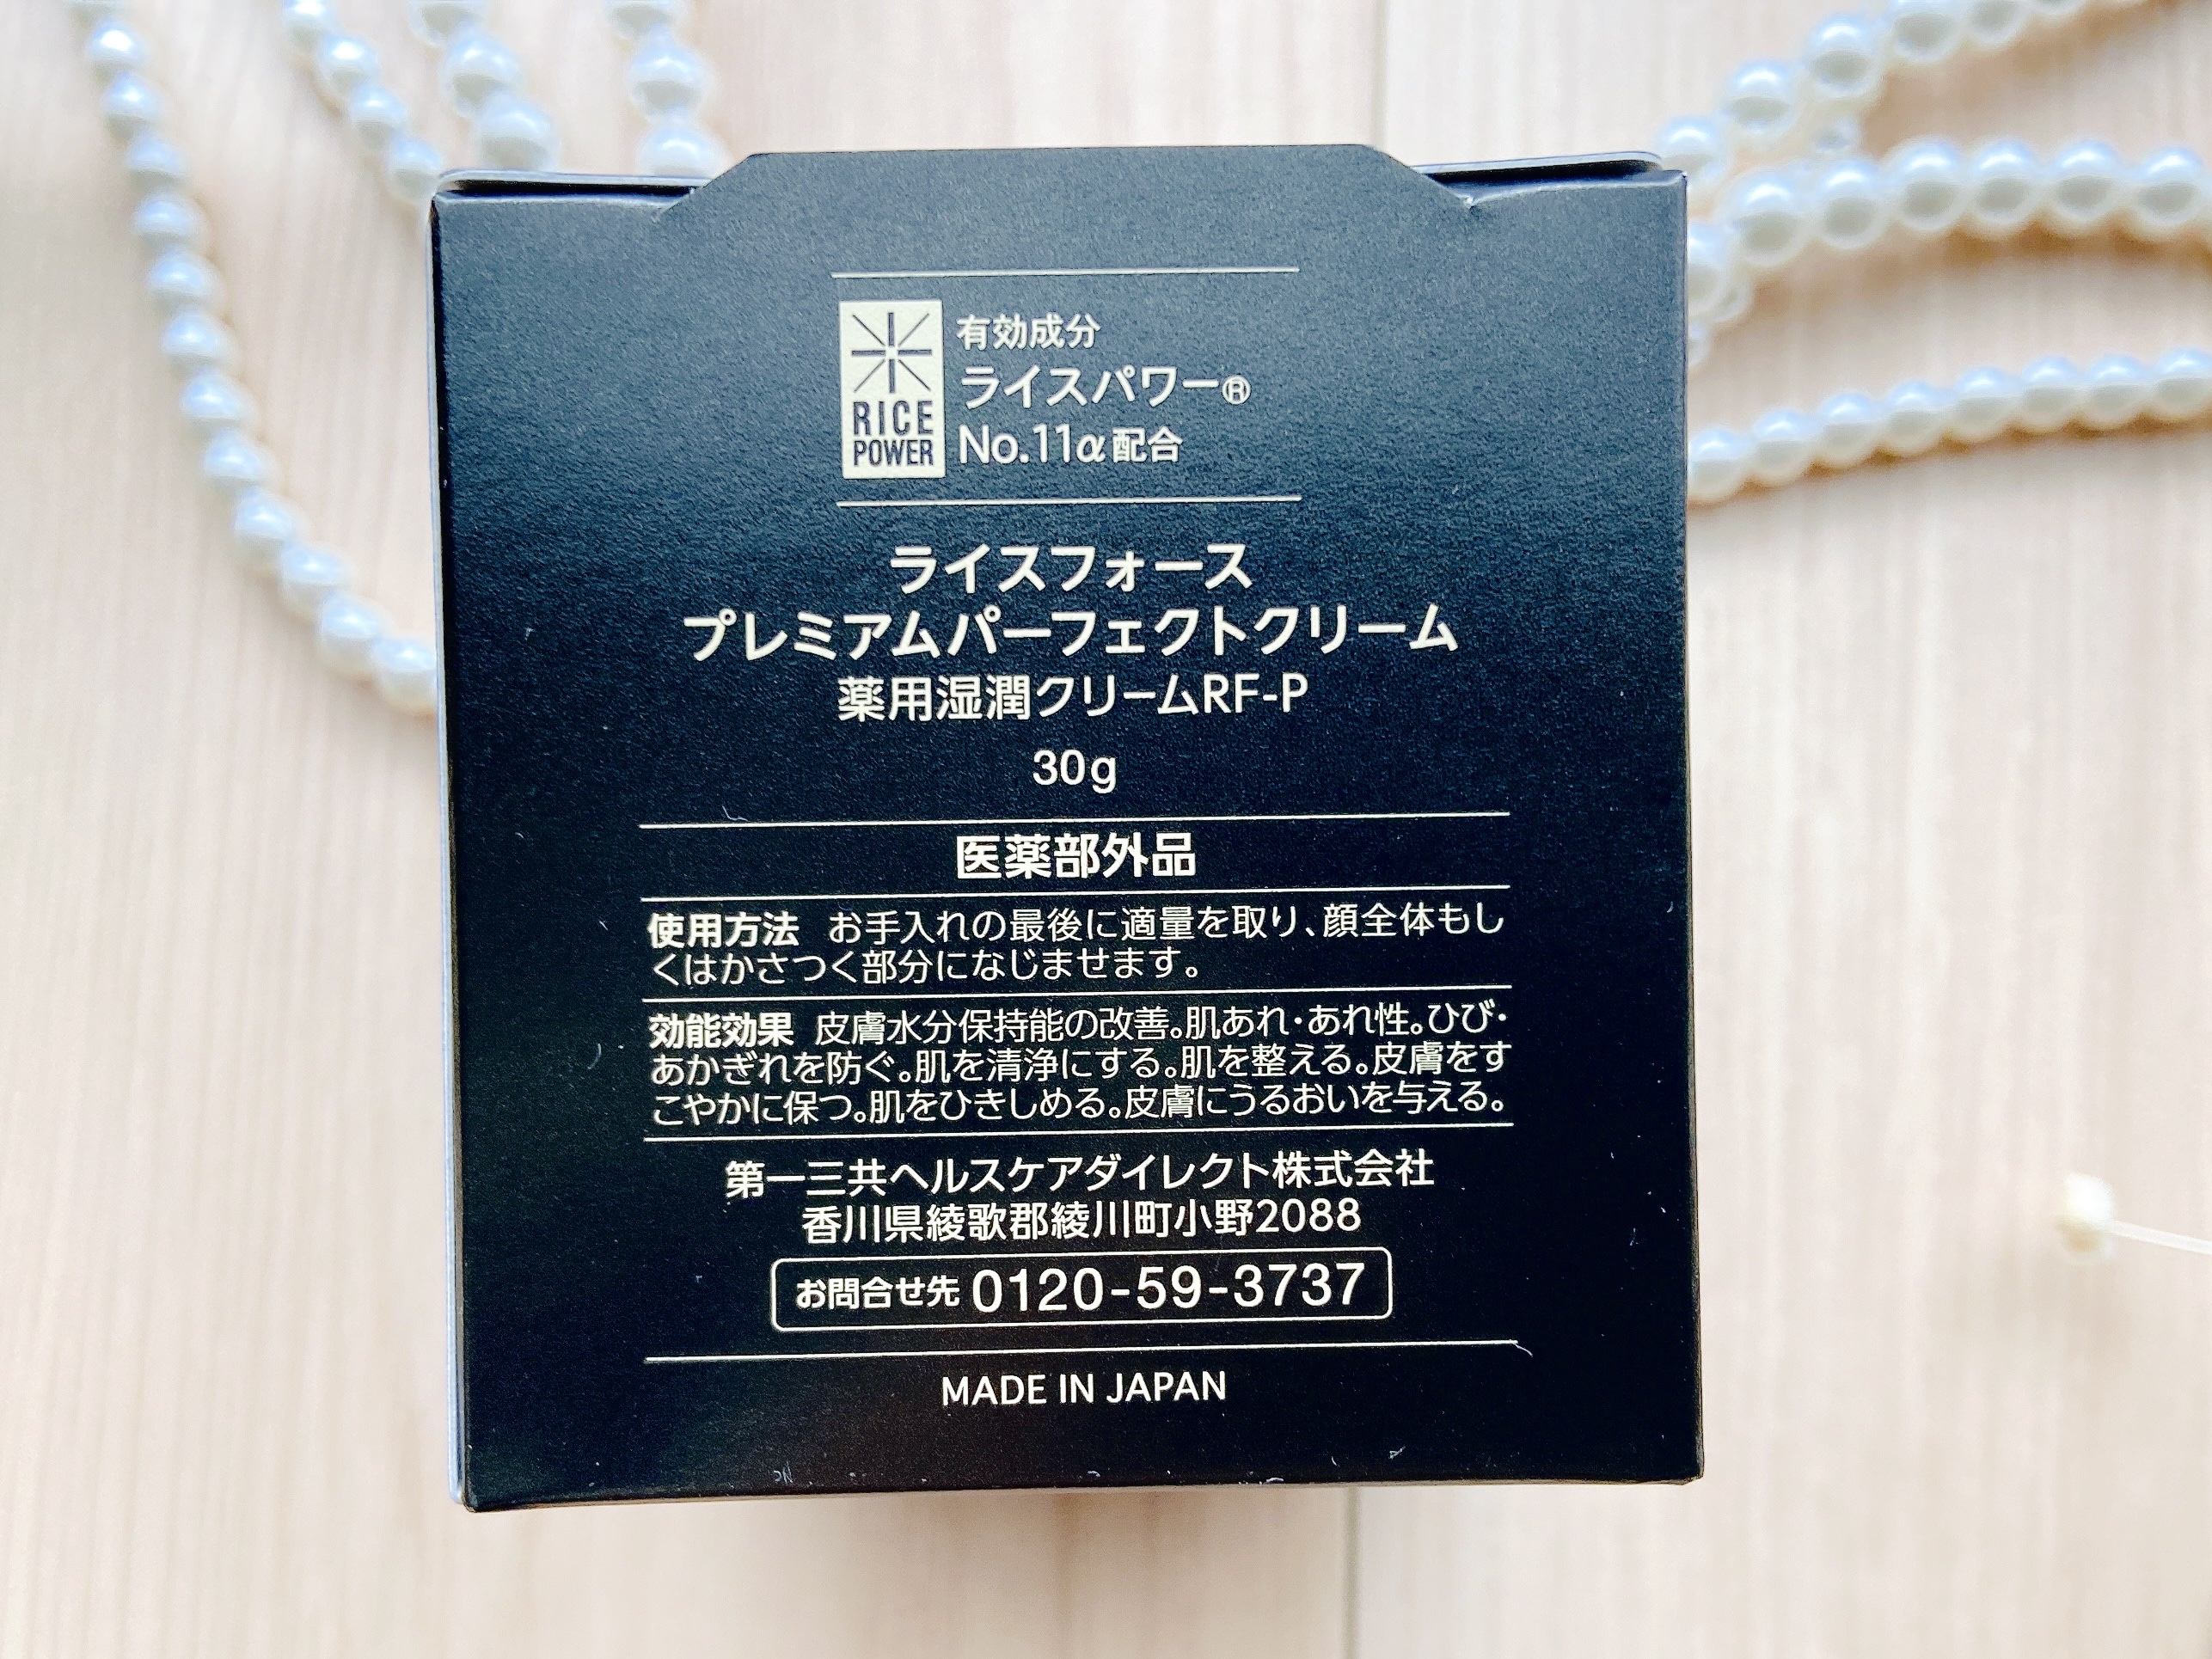 有効成分
ライスパワー®
No.11α配合
RICE
POWER
ライスフォース
プレミアムパーフェクトクリーム
薬用湿潤クリームRF-P
30g
医薬部外品
使用方法 お手入れの最後に適量を取り、顔全体もし
くはかさつく部分になじませます。
効能効果 皮膚水分保持能の改善。肌あれ・あれ性。ひび・
あかぎれを防ぐ。肌を清浄にする。肌を整える。皮膚をす
こやかに保つ。肌をひきしめる。皮膚にうるおいを与える。
第一三共ヘルスケアダイレクト株式会社
香川県綾歌郡綾川町小野2088
お問合せ先 0120-59-3737
MADE IN JAPAN